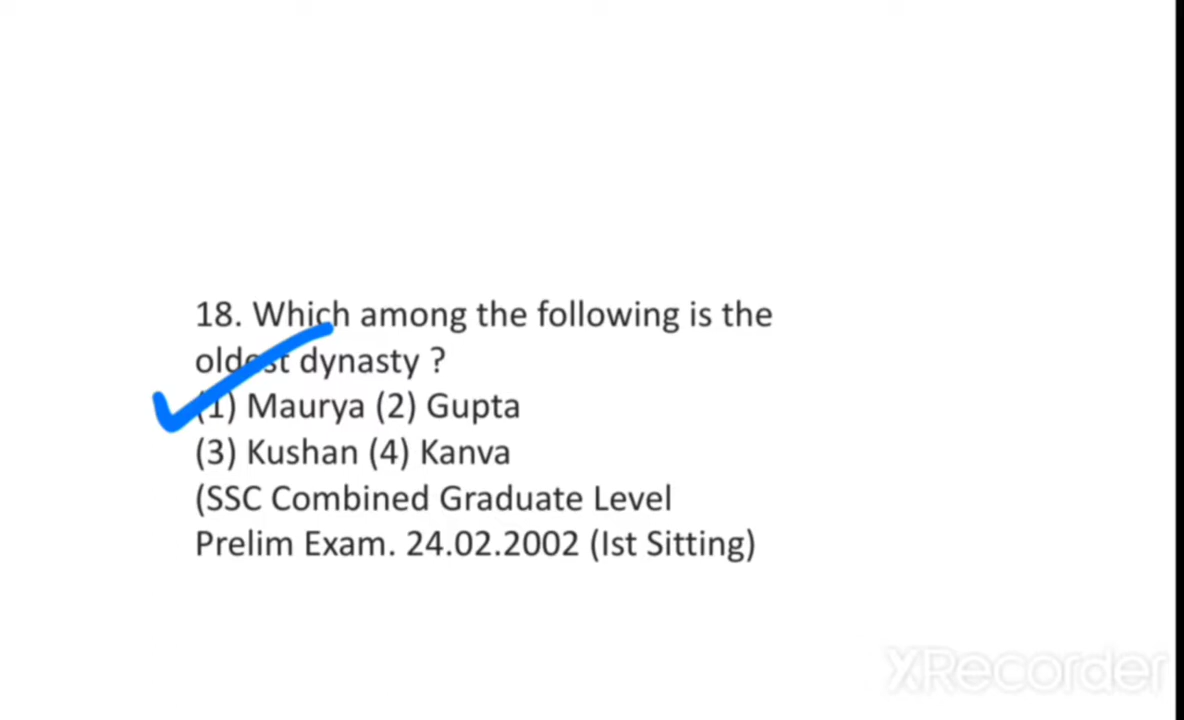 18. Which among the following is the
oldest dynasty ?
(1) Maurya (2) Gupta
(3) Kushan (4) Kanva
(SSC Combined Graduate Level
Prelim Exam. 24.02.2002 (Ist Sitting)
XRecorder